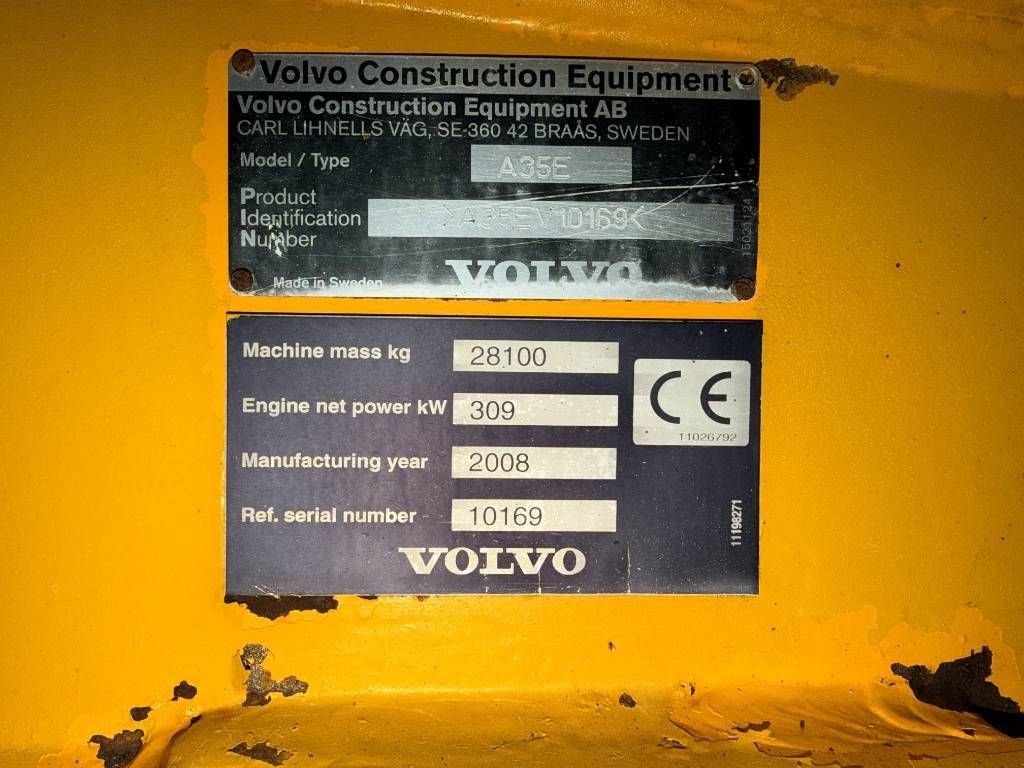 Volvo Construction Equipment
Volvo Construction Equipment AB
CARL LIHNELLS VÄG, SE-360 42 BRAÅS, SWEDEN
Model / Type A35E
Product
Identification >A35EV10169<
Number
15021124
Made in Sweden VOLVO
Machine mass kg 28100
Engine net power kW 309
CE
11026792
Manufacturing year 2008
Ref. serial number 10169
11198271
VOLVO